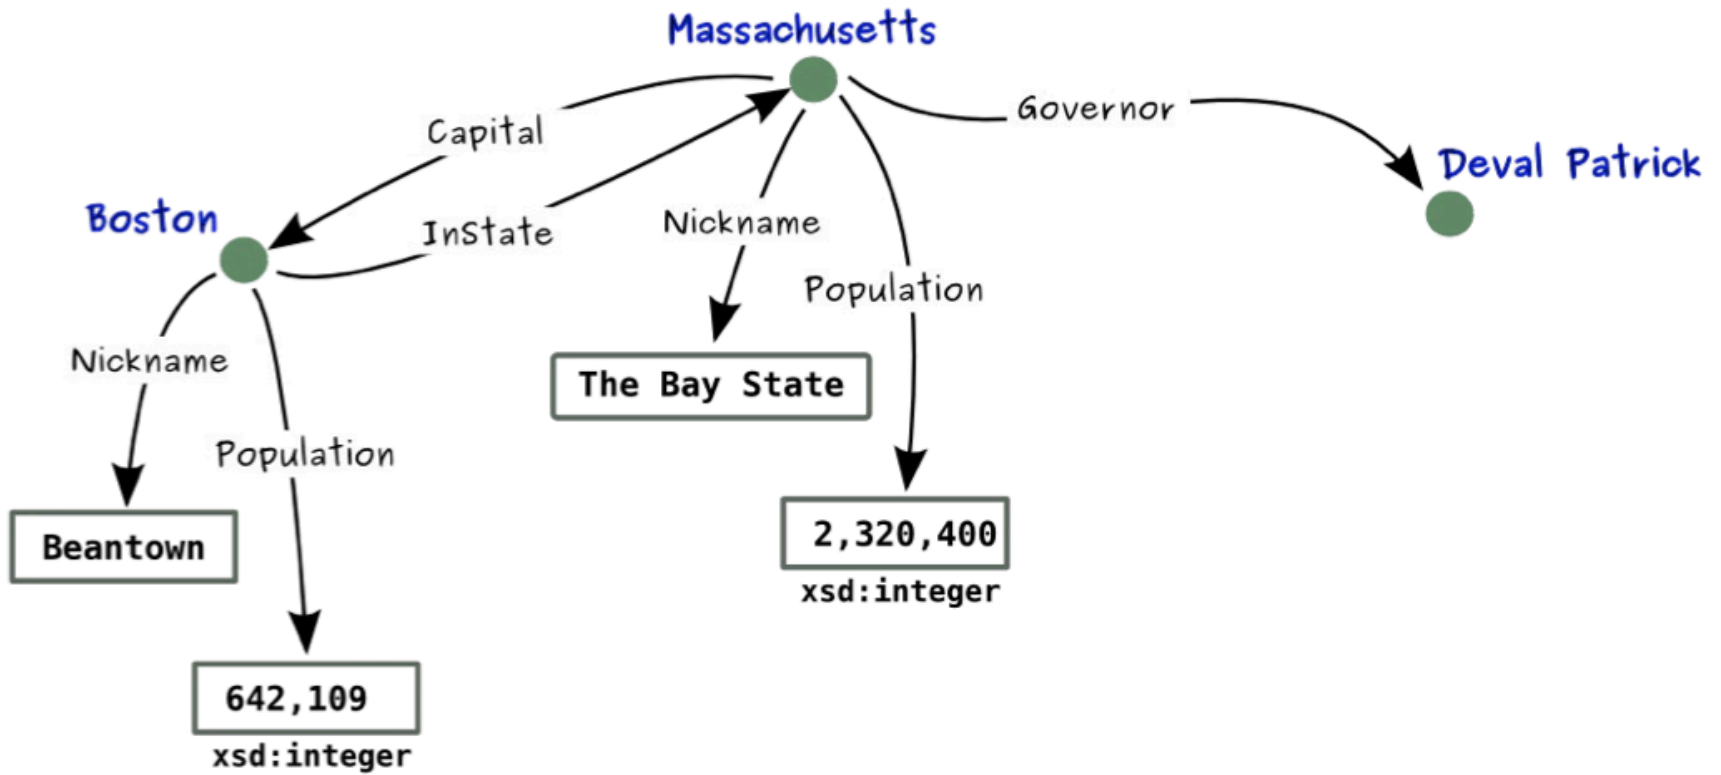 Massachusetts
Capital
Governor
Deval Patrick
Boston
InState
Nickname
Population
Nickname
The Bay State
Population
2,320,400
xsd:integer
Beantown
642,109
xsd:integer